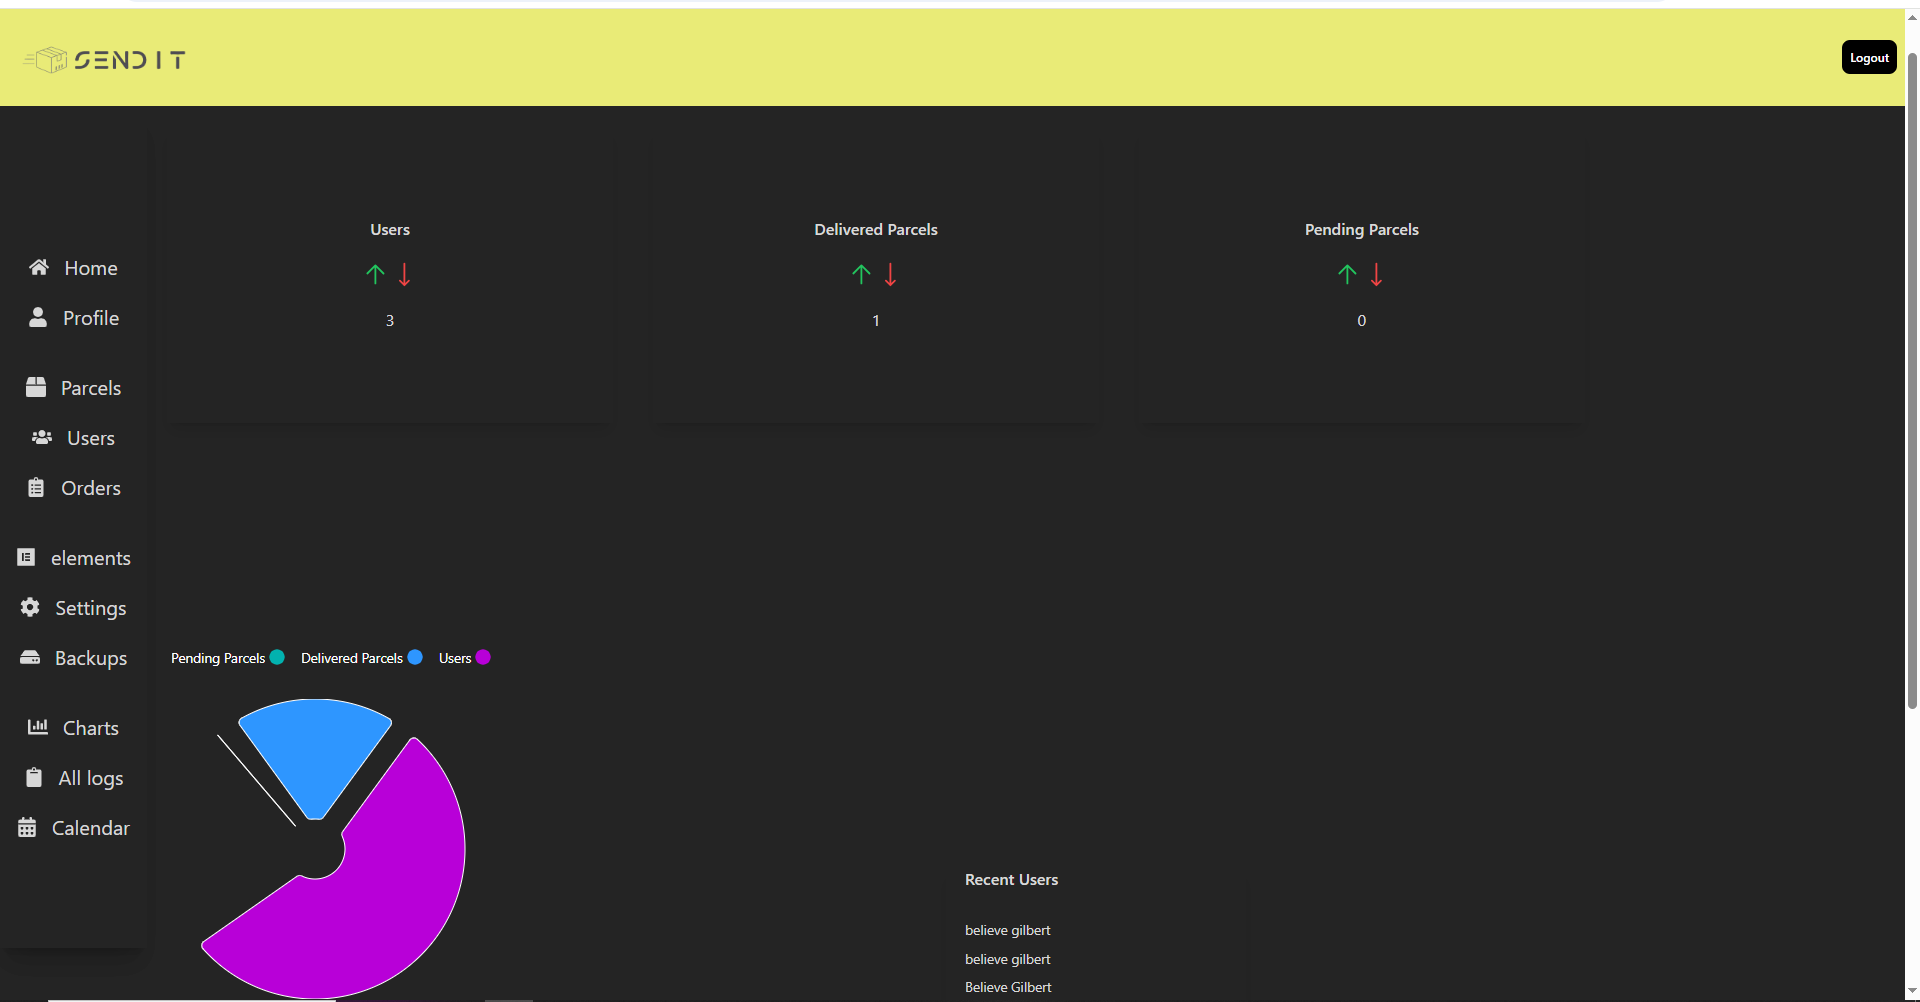 SENDIT
Logout
Home
Profile
Parcels
Users
Orders
elements
Settings
Backups
Charts
All logs
Calendar
Users
3
Delivered Parcels
1
Pending Parcels
0
Pending Parcels Delivered Parcels Users
Recent Users
believe gilbert
believe gilbert
Believe Gilbert